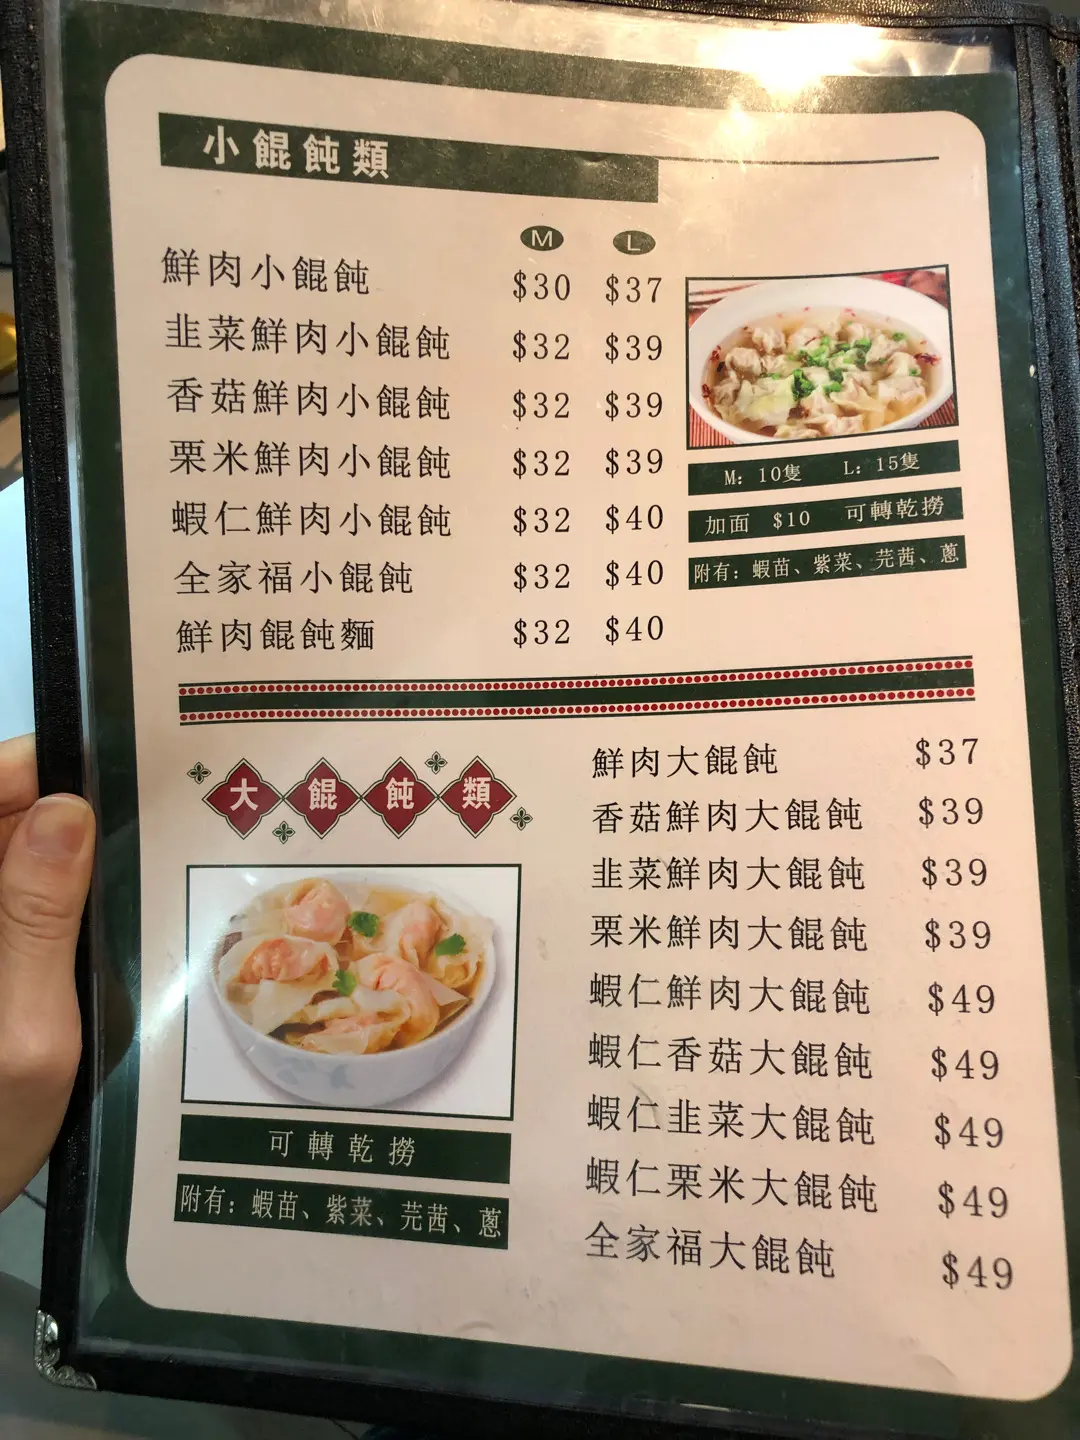 小餛飩類
M L
鮮肉小餛飩 $30 $37
韭菜鮮肉小餛飩 $32 $39
香菇鮮肉小餛飩 $32 $39
栗米鮮肉小餛飩 $32 $39
蝦仁鮮肉小餛飩 $32 $40
全家福小餛飩 $32 $40
鮮肉餛飩麵 $32 $40
M: 10隻 L: 15隻
加面 $10 可轉乾撈
附有：蝦苗、紫菜、芫茜、蔥
大餛飩類
可轉乾撈
附有：蝦苗、紫菜、芫茜、蔥
鮮肉大餛飩 $37
香菇鮮肉大餛飩 $39
韭菜鮮肉大餛飩 $39
栗米鮮肉大餛飩 $39
蝦仁鮮肉大餛飩 $49
蝦仁香菇大餛飩 $49
蝦仁韭菜大餛飩 $49
蝦仁栗米大餛飩 $49
全家福大餛飩 $49